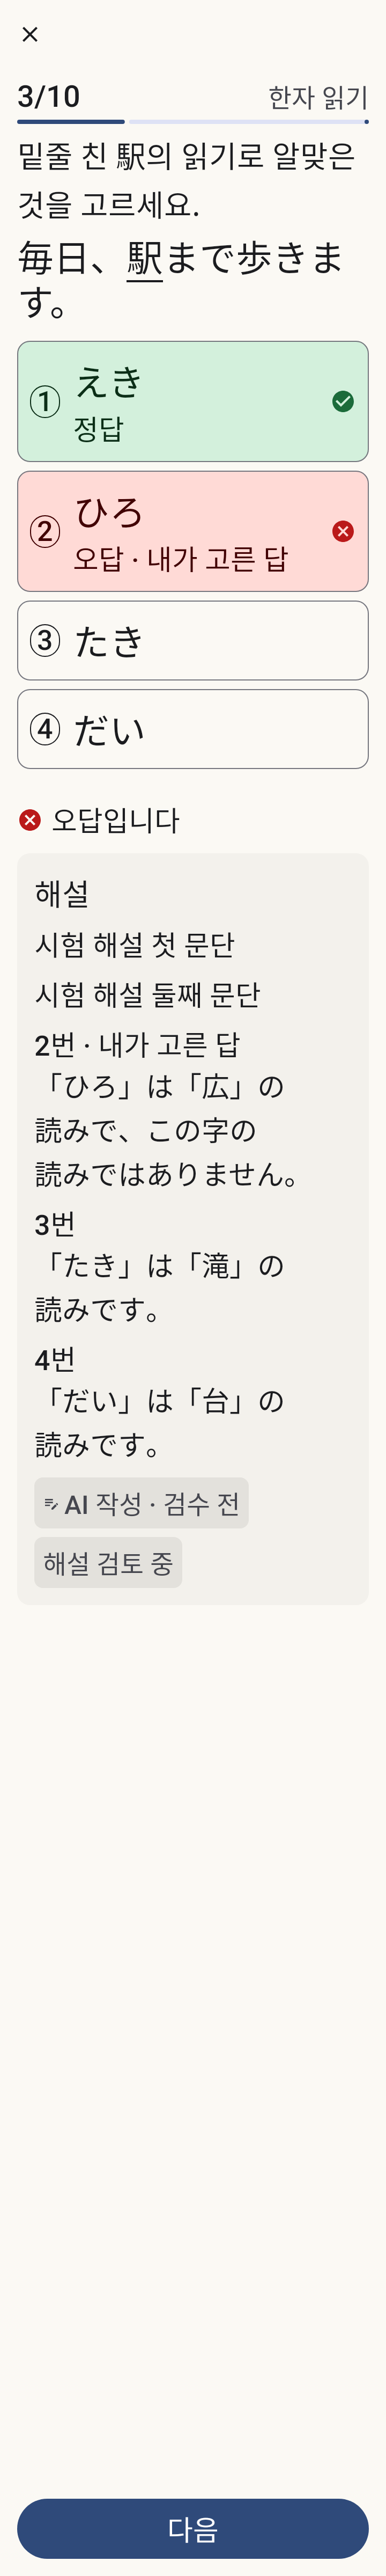 3/10
한자 읽기
밑줄 친 駅의 읽기로 알맞은
것을 고르세요.
毎日、駅まで歩きま
す。
① えき
정답
② ひろ
오답 · 내가 고른 답
③ たき
④ だい
오답입니다
해설
시험 해설 첫 문단
시험 해설 둘째 문단
2번 · 내가 고른 답
「ひろ」は「広」の
読みで、この字の
読みではありません。
3번
「たき」は「滝」の
読みです。
4번
「だい」は「台」の
読みです。
AI 작성 · 검수 전
해설 검토 중
다음